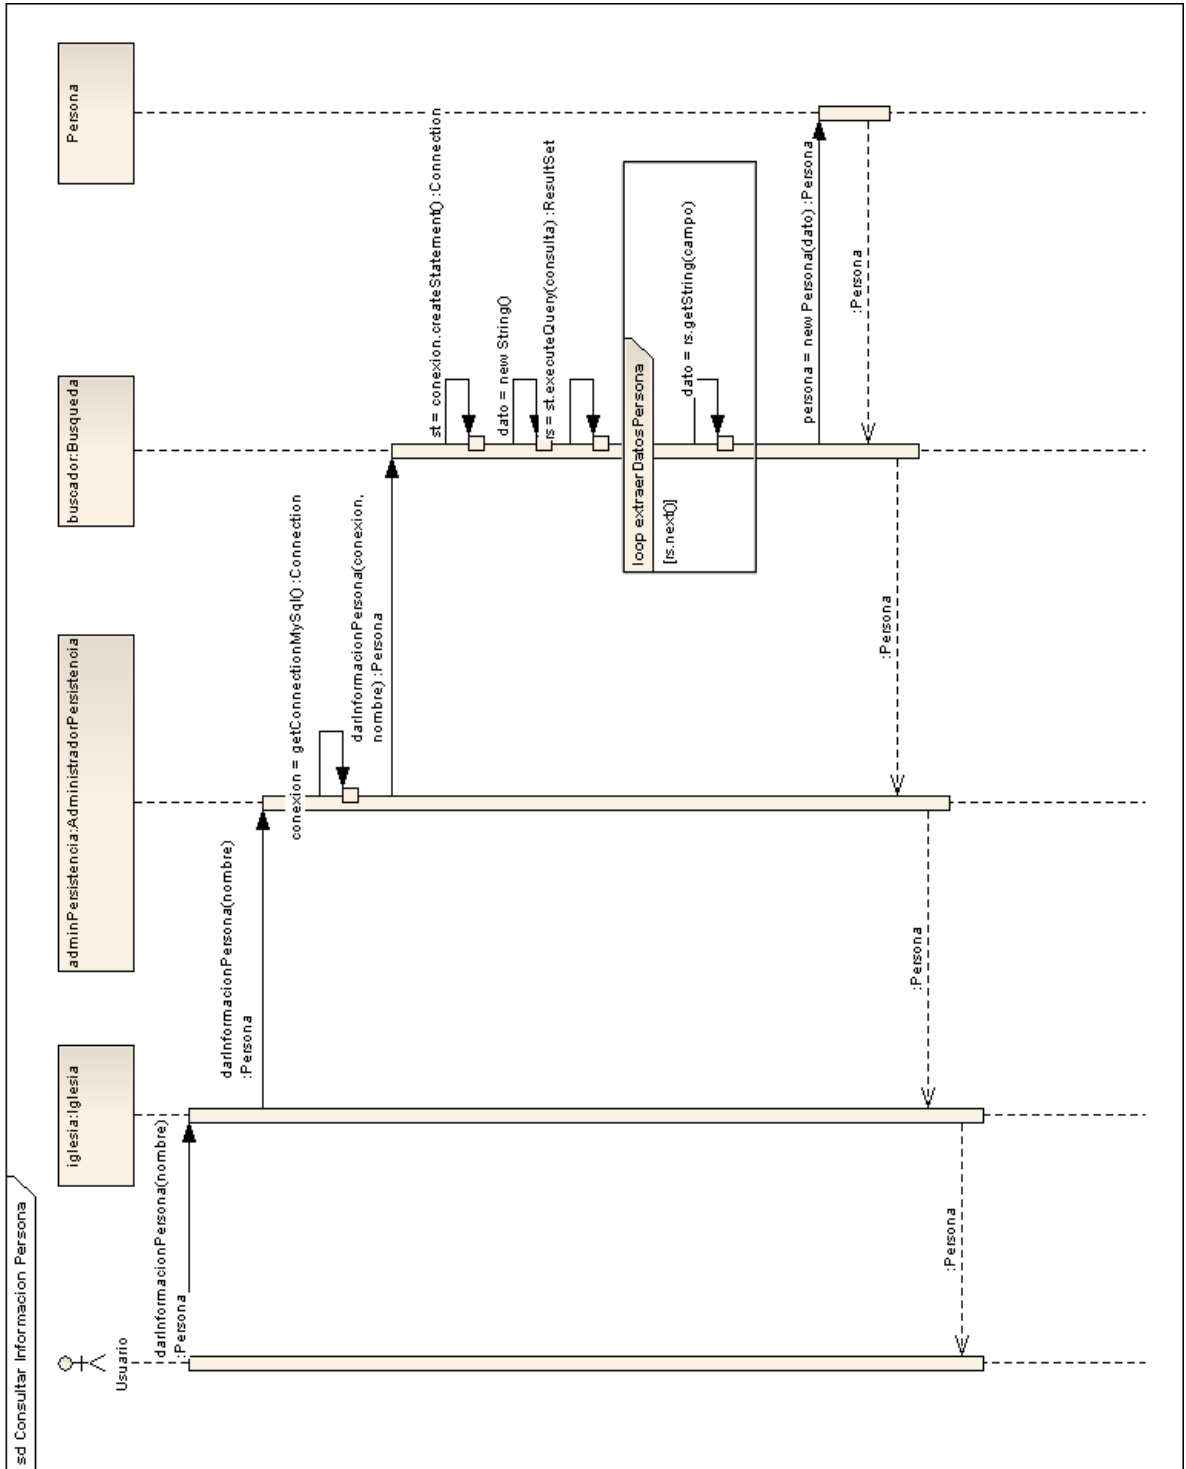 sd Consultar Informacion Persona
Usuario
iglesia:Iglesia
adminPersistencia:AdministradorPersistencia
buscador:Busqueda
Persona
darInformacionPersona(nombre)
:Persona
darInformacionPersona(nombre)
:Persona
conexion = getConnectionMySql() :Connection
darInformacionPersona(conexion,
nombre) :Persona
st = conexion.createStatement() :Connection
dato = new String()
rs = st.executeQuery(consulta) :ResultSet
loop extraerDatosPersona
[rs.next()]
dato = rs.getString(campo)
persona = new Persona(dato) :Persona
:Persona
:Persona
:Persona
:Persona